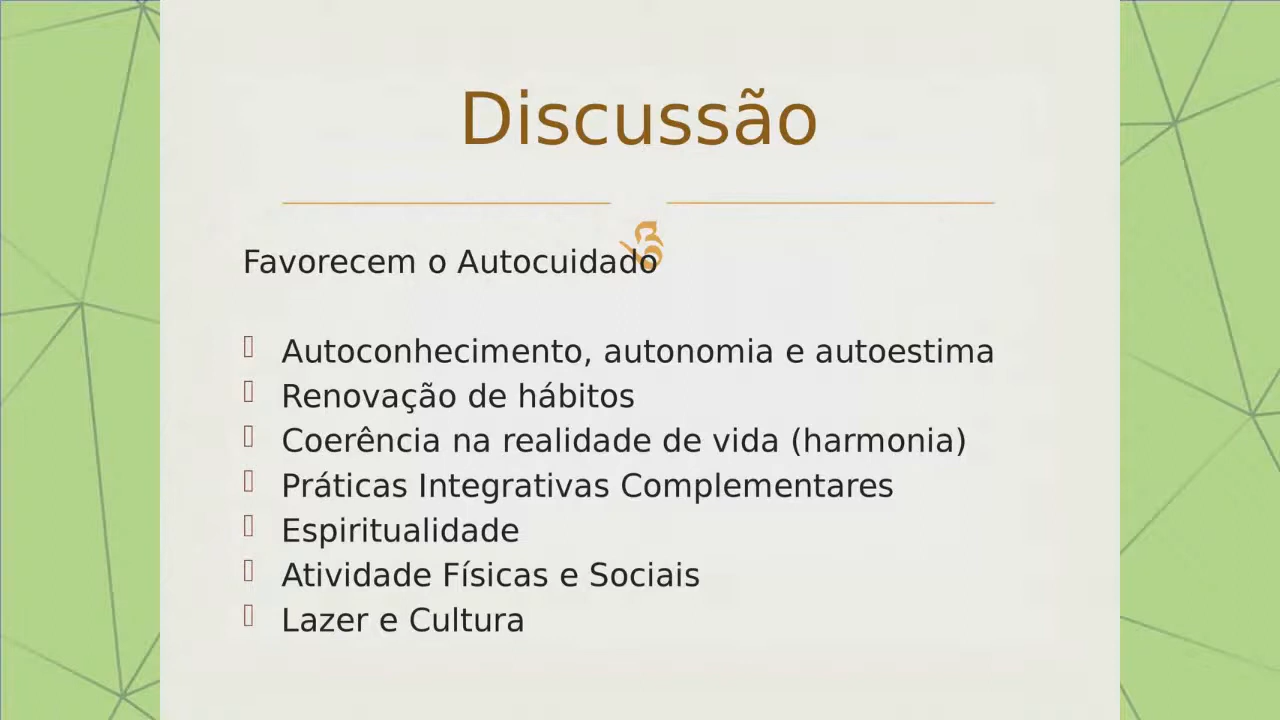 Discussão
Favorecem o Autocuidado
Autoconhecimento, autonomia e autoestima
Renovação de hábitos
Coerência na realidade de vida (harmonia)
Práticas Integrativas Complementares
Espiritualidade
Atividade Físicas e Sociais
Lazer e Cultura